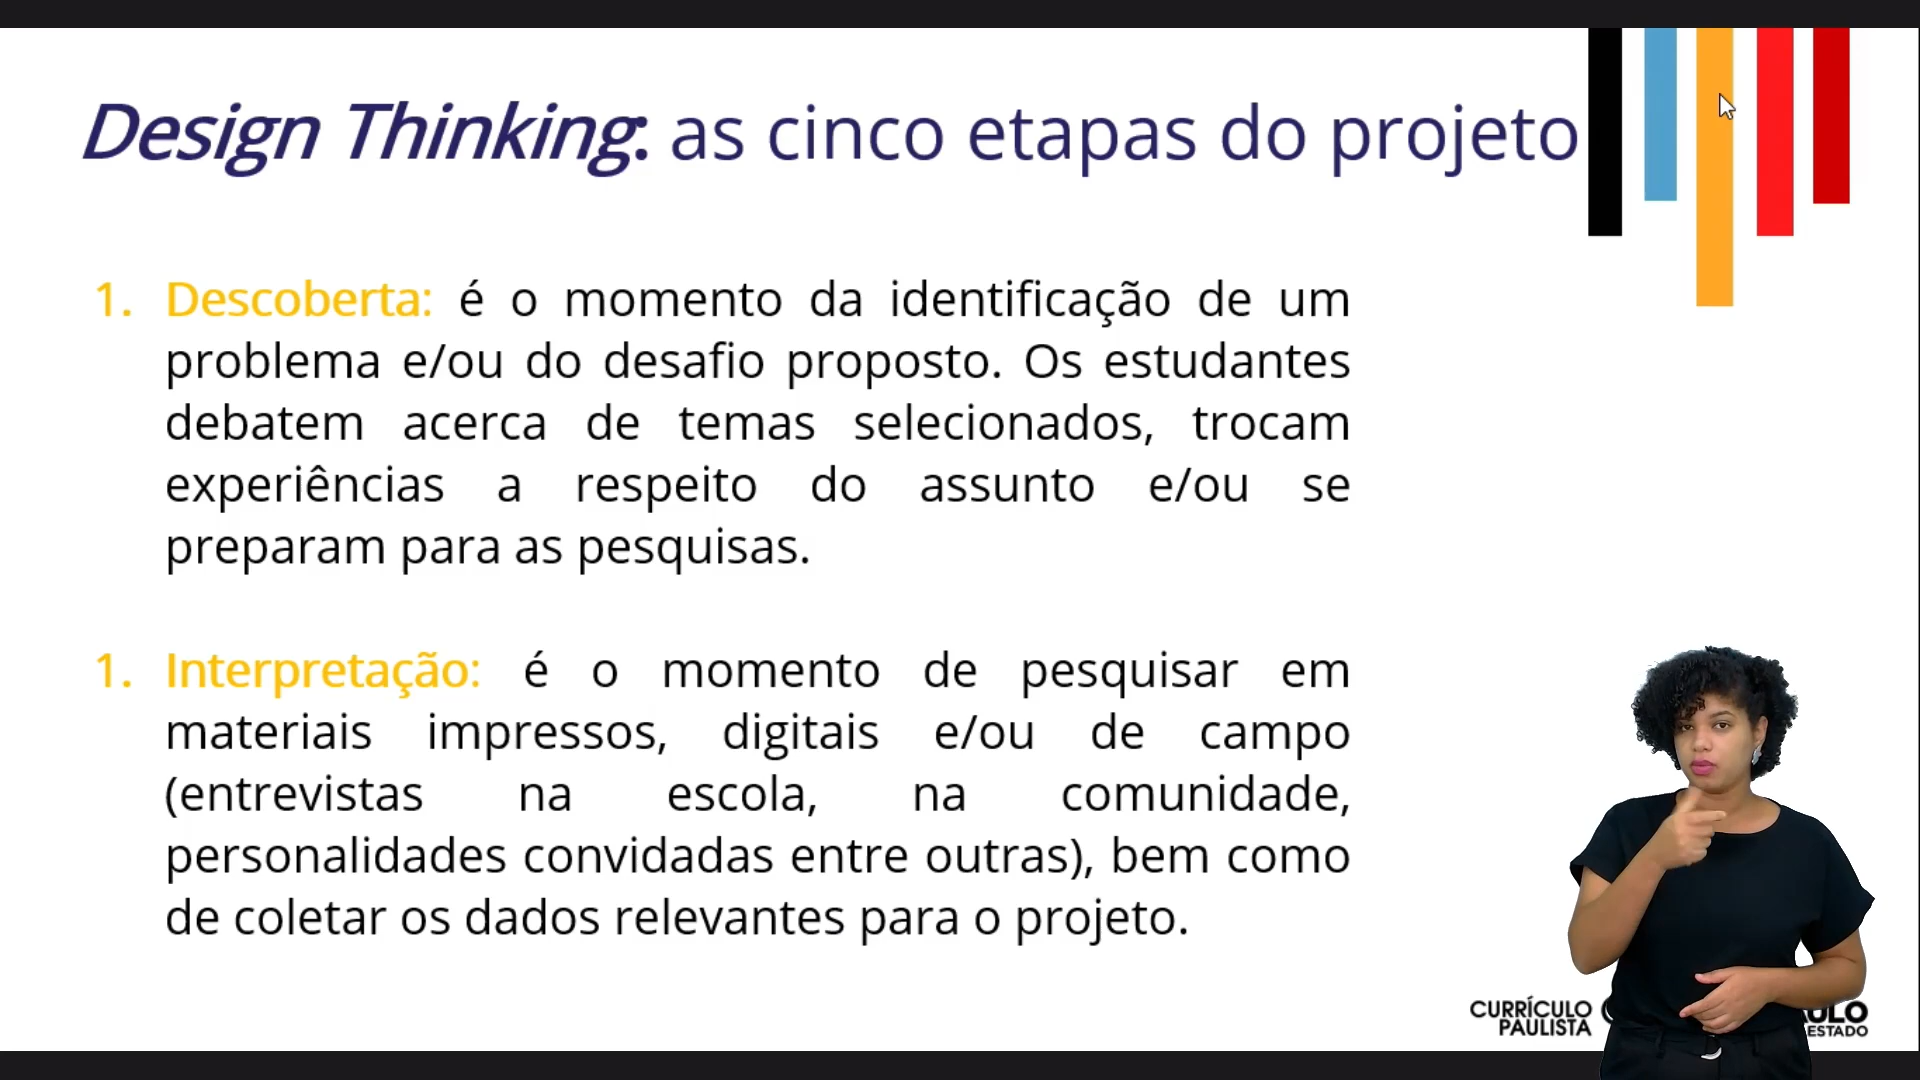 Design Thinking: as cinco etapas do projeto
1. Descoberta: é o momento da identificação de um
problema e/ou do desafio proposto. Os estudantes
debatem acerca de temas selecionados, trocam
experiências a respeito do assunto e/ou se
preparam para as pesquisas.
1. Interpretação: é o momento de pesquisar em
materiais impressos, digitais e/ou de campo
(entrevistas na escola, na comunidade,
personalidades convidadas entre outras), bem como
de coletar os dados relevantes para o projeto.
CURRÍCULO
PAULISTA
ESTADO